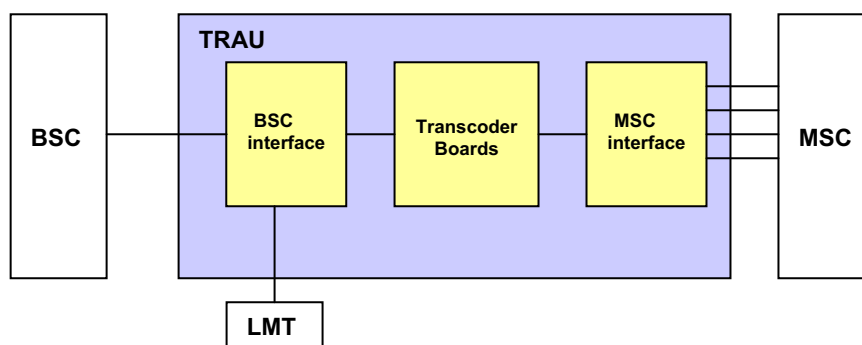 TRAU
BSC
BSC
interface
Transcoder
Boards
MSC
interface
MSC
LMT